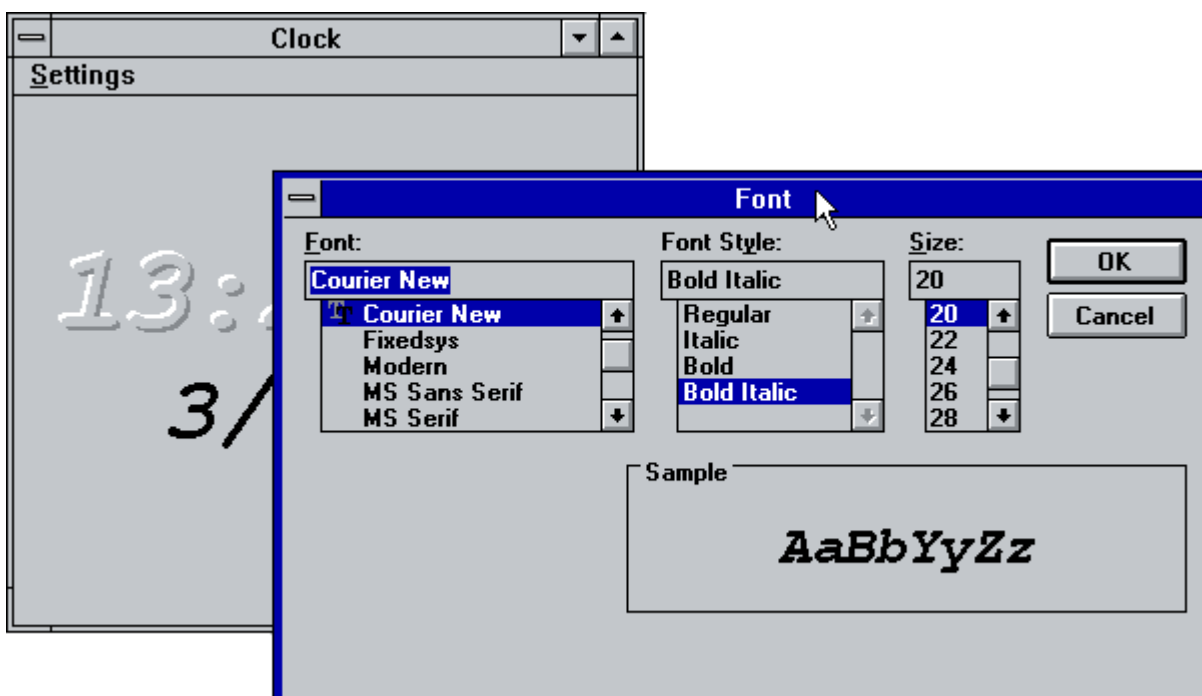 Clock
Settings
13:
3/
Font
Font:
Courier New
Courier New
Fixedsys
Modern
MS Sans Serif
MS Serif
Font Style:
Bold Italic
Regular
Italic
Bold
Bold Italic
Size:
20
20
22
24
26
28
OK
Cancel
Sample
AaBbYyZz